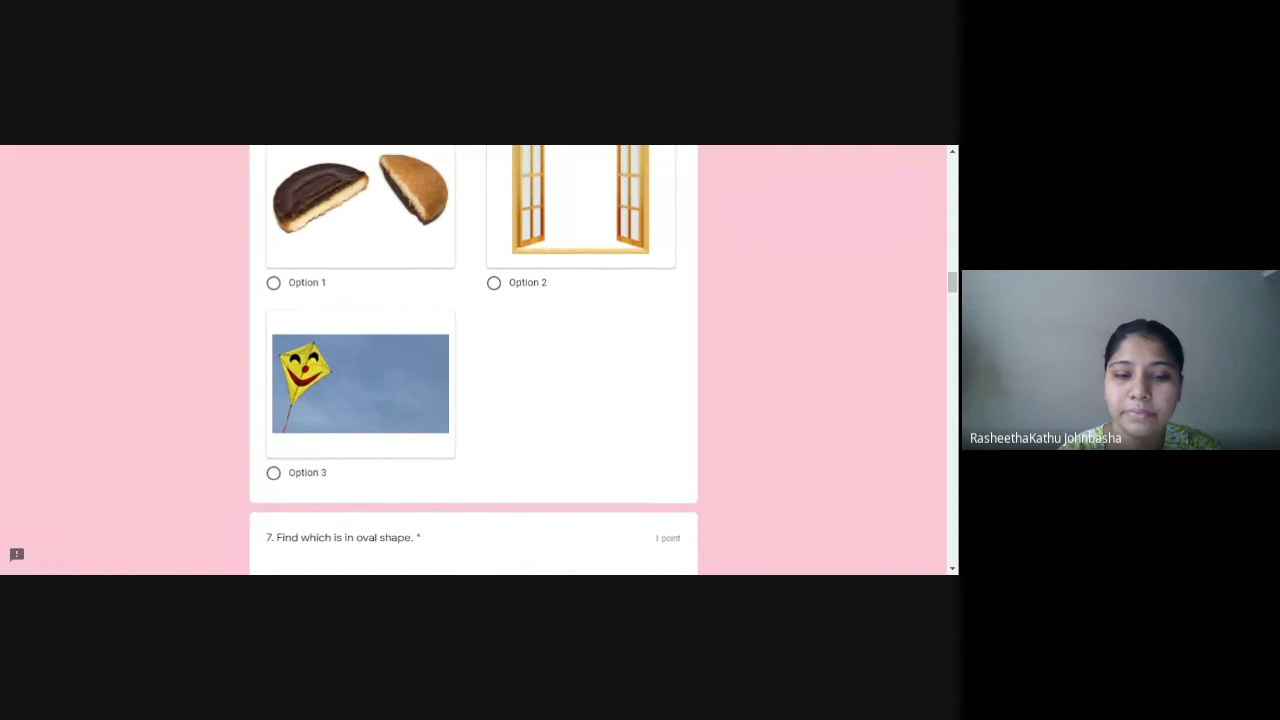 Option 1
Option 2
Option 3
RasheethaKathu Johnbasha
7. Find which is in oval shape. *
1 point